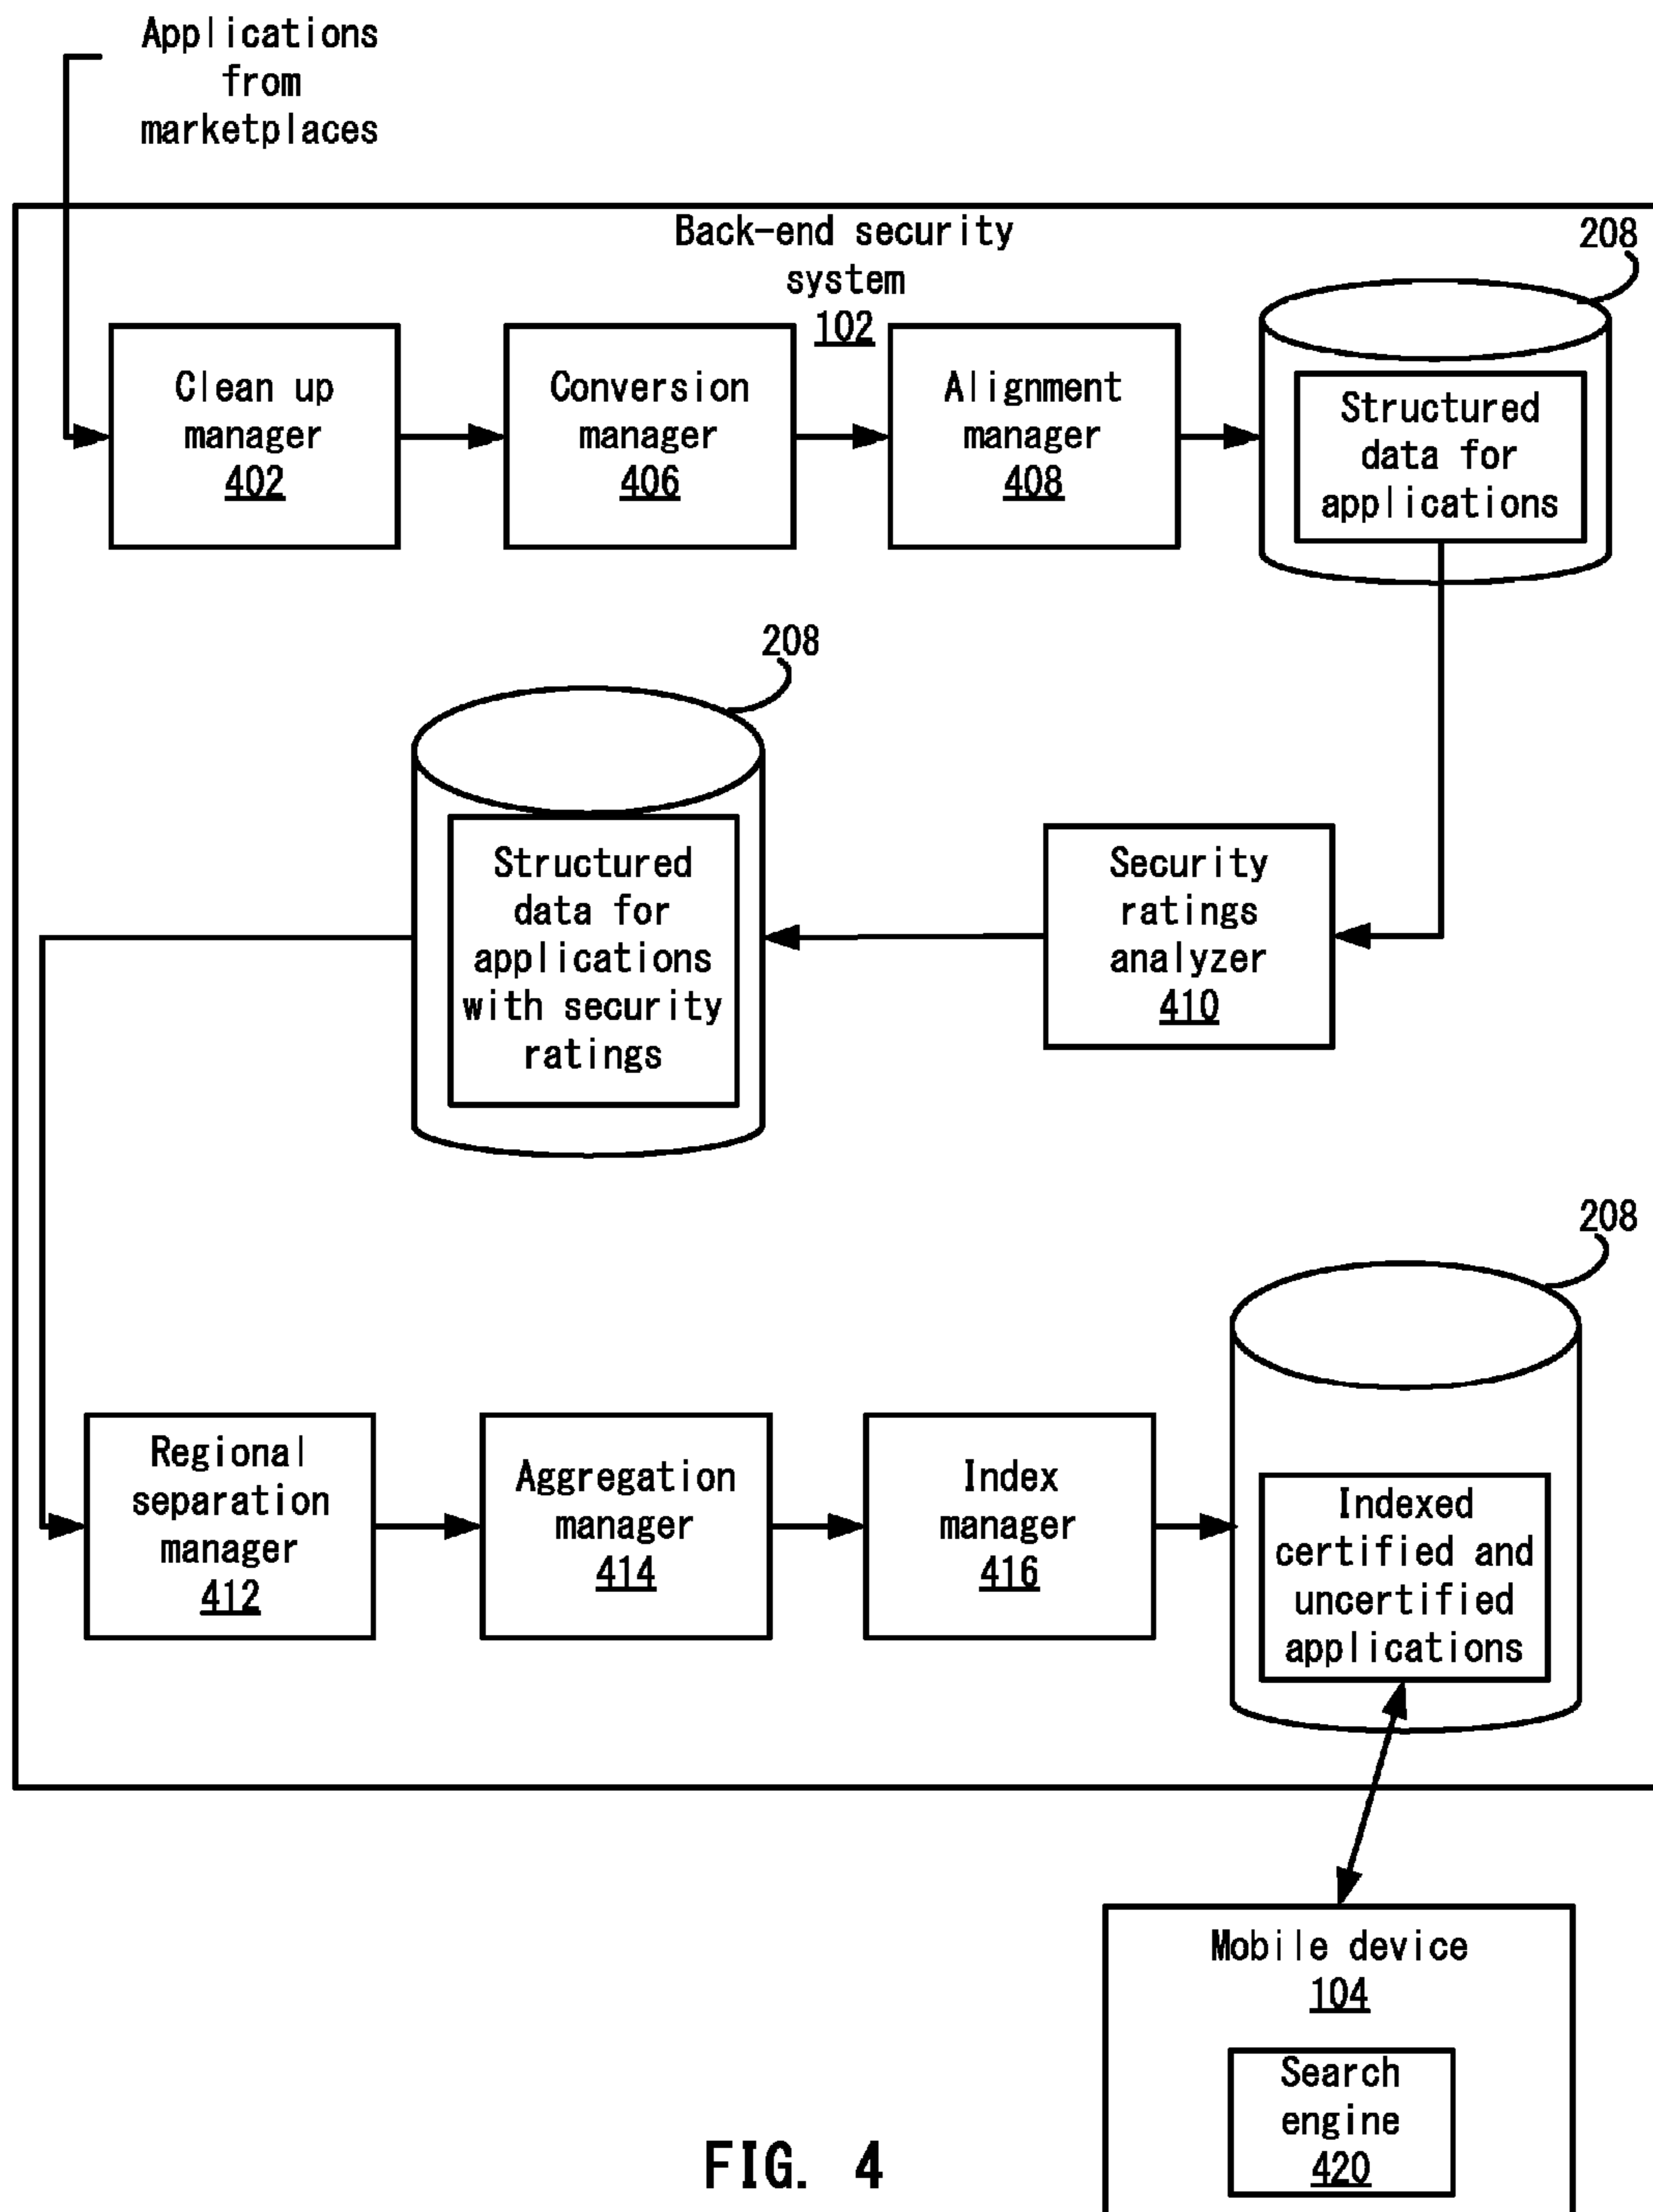 Applications
from
marketplaces
Back-end security
system
102
208
Clean up
manager
402
Conversion
manager
406
Alignment
manager
408
Structured
data for
applications
208
Structured
data for
applications
with security
ratings
Security
ratings
analyzer
410
208
Regional
separation
manager
412
Aggregation
manager
414
Index
manager
416
Indexed
certified and
uncertified
applications
Mobile device
104
Search
engine
420
FIG. 4